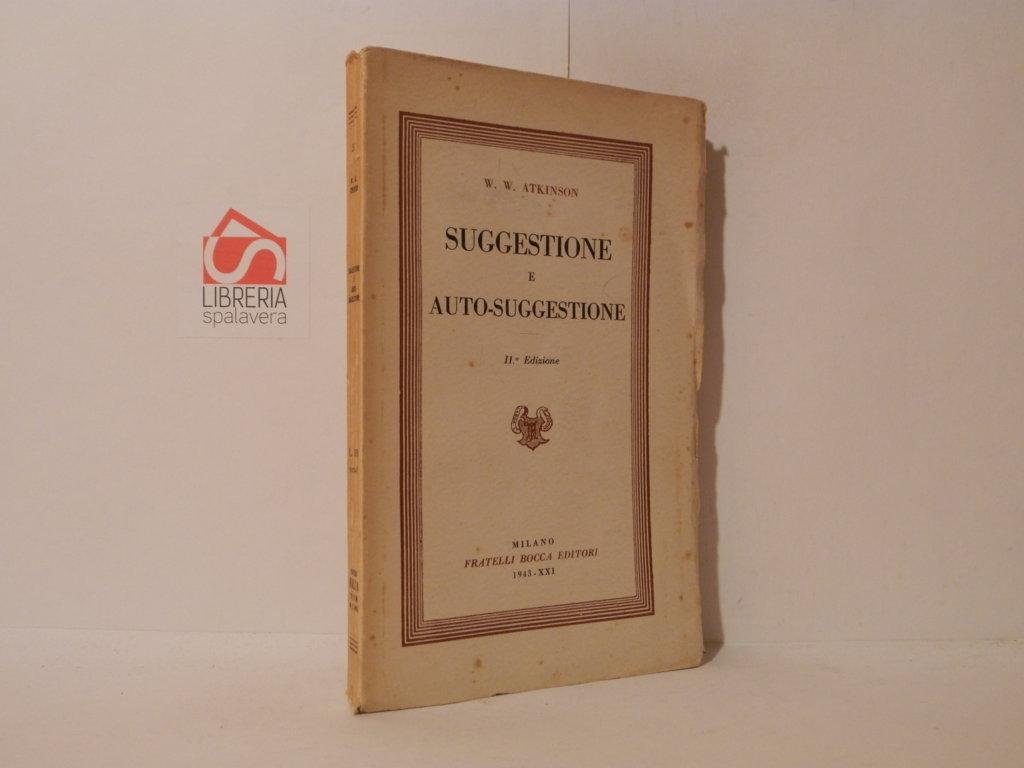 LIBRERIA
spalavera
W. W. ATKINSON
SUGGESTIONE
E
AUTO-SUGGESTIONE
II.ª Edizione
MILANO
FRATELLI BOCCA EDITORI
1943-XXI